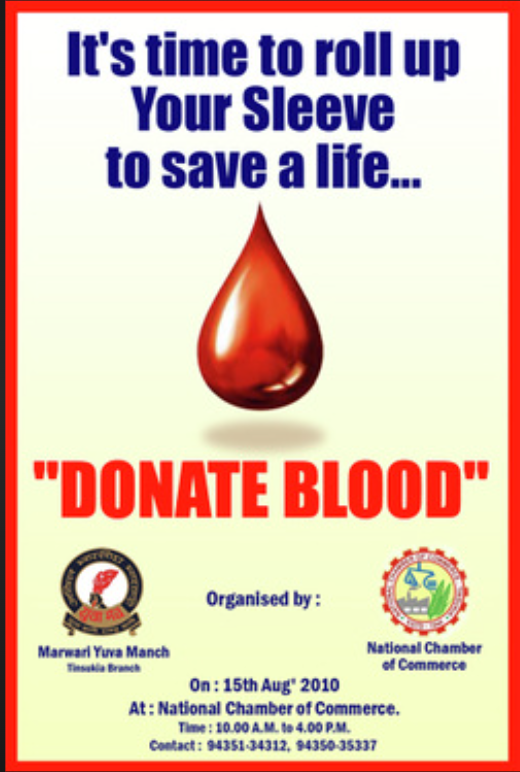 It's time to roll up
Your Sleeve
to save a life...
"DONATE BLOOD"
Organised by :
Marwari Yuva Manch
Tinsukia Branch
National Chamber
of Commerce
On : 15th Aug' 2010
At : National Chamber of Commerce.
Time : 10.00 A.M. to 4.00 P.M.
Contact : 94351-34312, 94350-35337